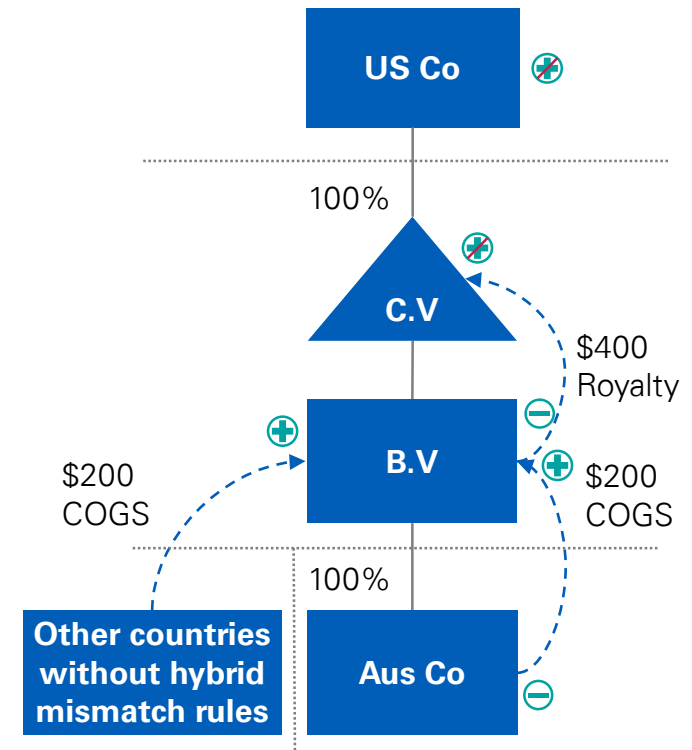 US Co
100%
C.V
$400
Royalty
B.V
$200
COGS
$200
COGS
100%
Other countries
without hybrid
mismatch rules
Aus Co